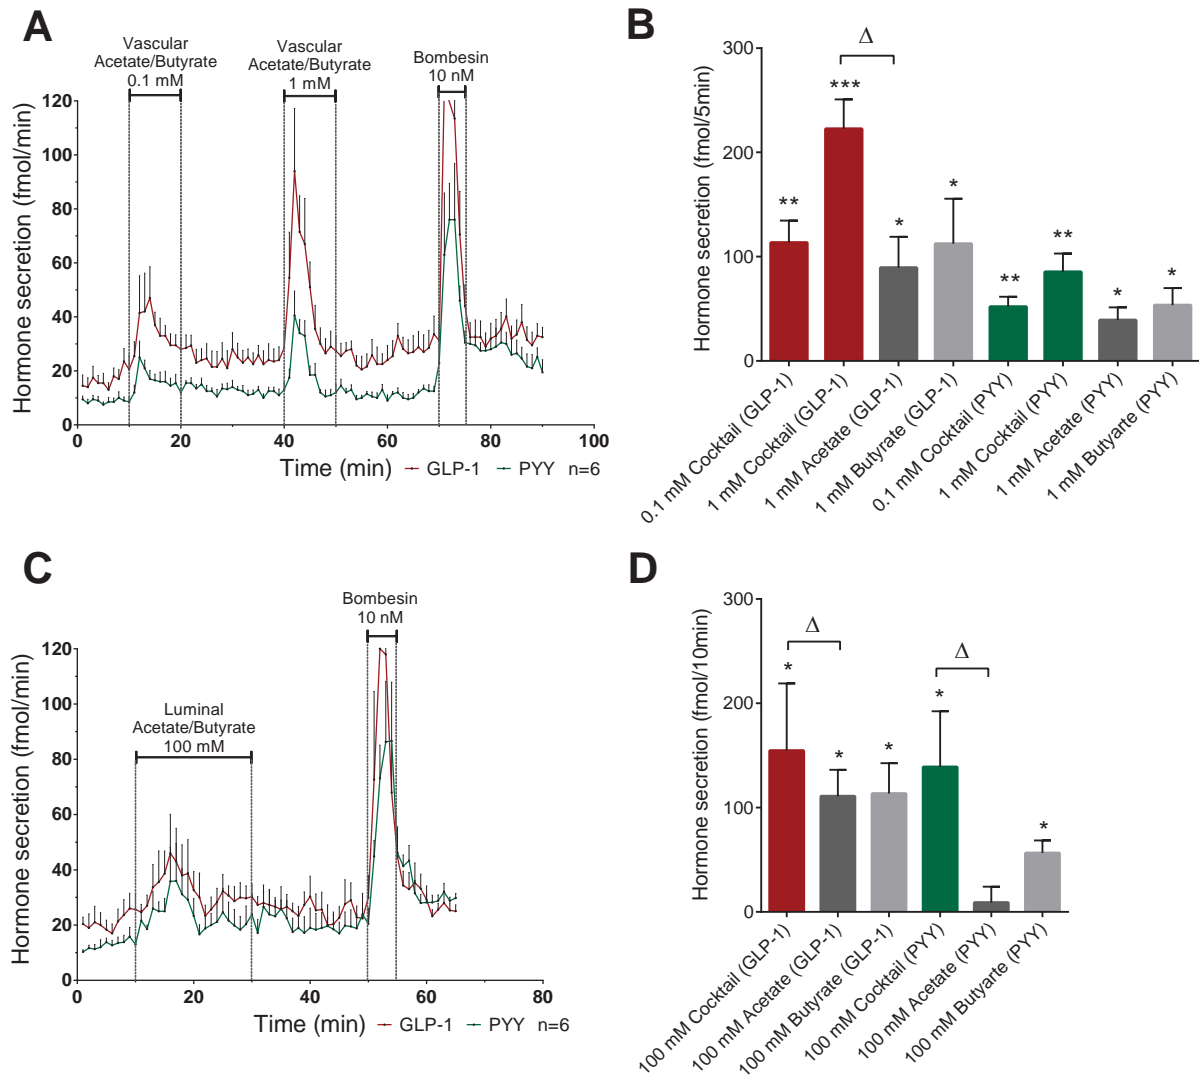 A
Vascular
Acetate/Butyrate
0.1 mM
Vascular
Acetate/Butyrate
1 mM
Bombesin
10 nM
Hormone secretion (fmol/min)
120
100
80
60
40
20
0
0 20 40 60 80 100
Time (min)
GLP-1 PYY n=6
B
Hormone secretion (fmol/5min)
300
200
100
0
** *** * * ** ** * *
Δ
0.1 mM Cocktail (GLP-1)
1 mM Cocktail (GLP-1)
1 mM Acetate (GLP-1)
1 mM Butyrate (GLP-1)
0.1 mM Cocktail (PYY)
1 mM Cocktail (PYY)
1 mM Acetate (PYY)
1 mM Butyarte (PYY)
C
Luminal
Acetate/Butyrate
100 mM
Bombesin
10 nM
Hormone secretion (fmol/min)
120
100
80
60
40
20
0
0 20 40 60 80
Time (min)
GLP-1 PYY n=6
D
Hormone secretion (fmol/10min)
300
200
100
0
Δ Δ
* * * * *
100 mM Cocktail (GLP-1)
100 mM Acetate (GLP-1)
100 mM Butyrate (GLP-1)
100 mM Cocktail (PYY)
100 mM Acetate (PYY)
100 mM Butyarte (PYY)